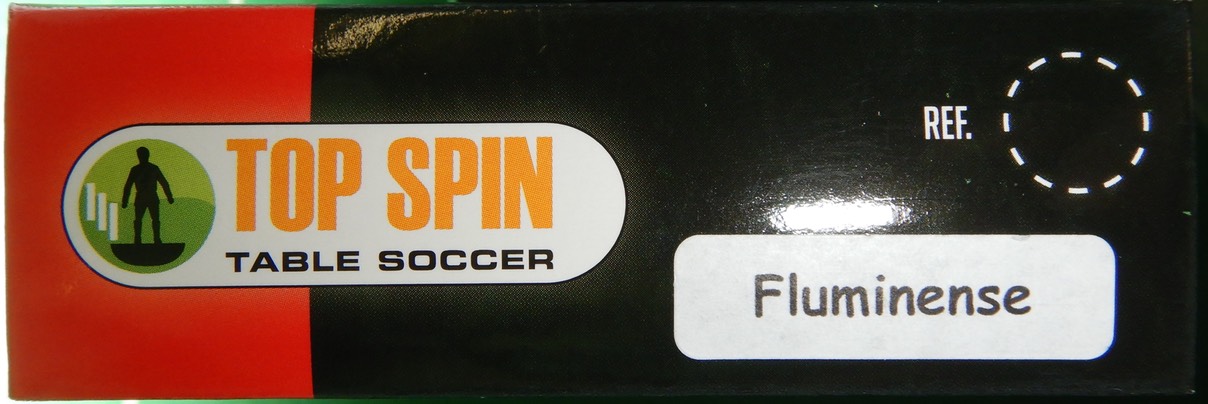 TOP SPIN
TABLE SOCCER
REF.
Fluminense